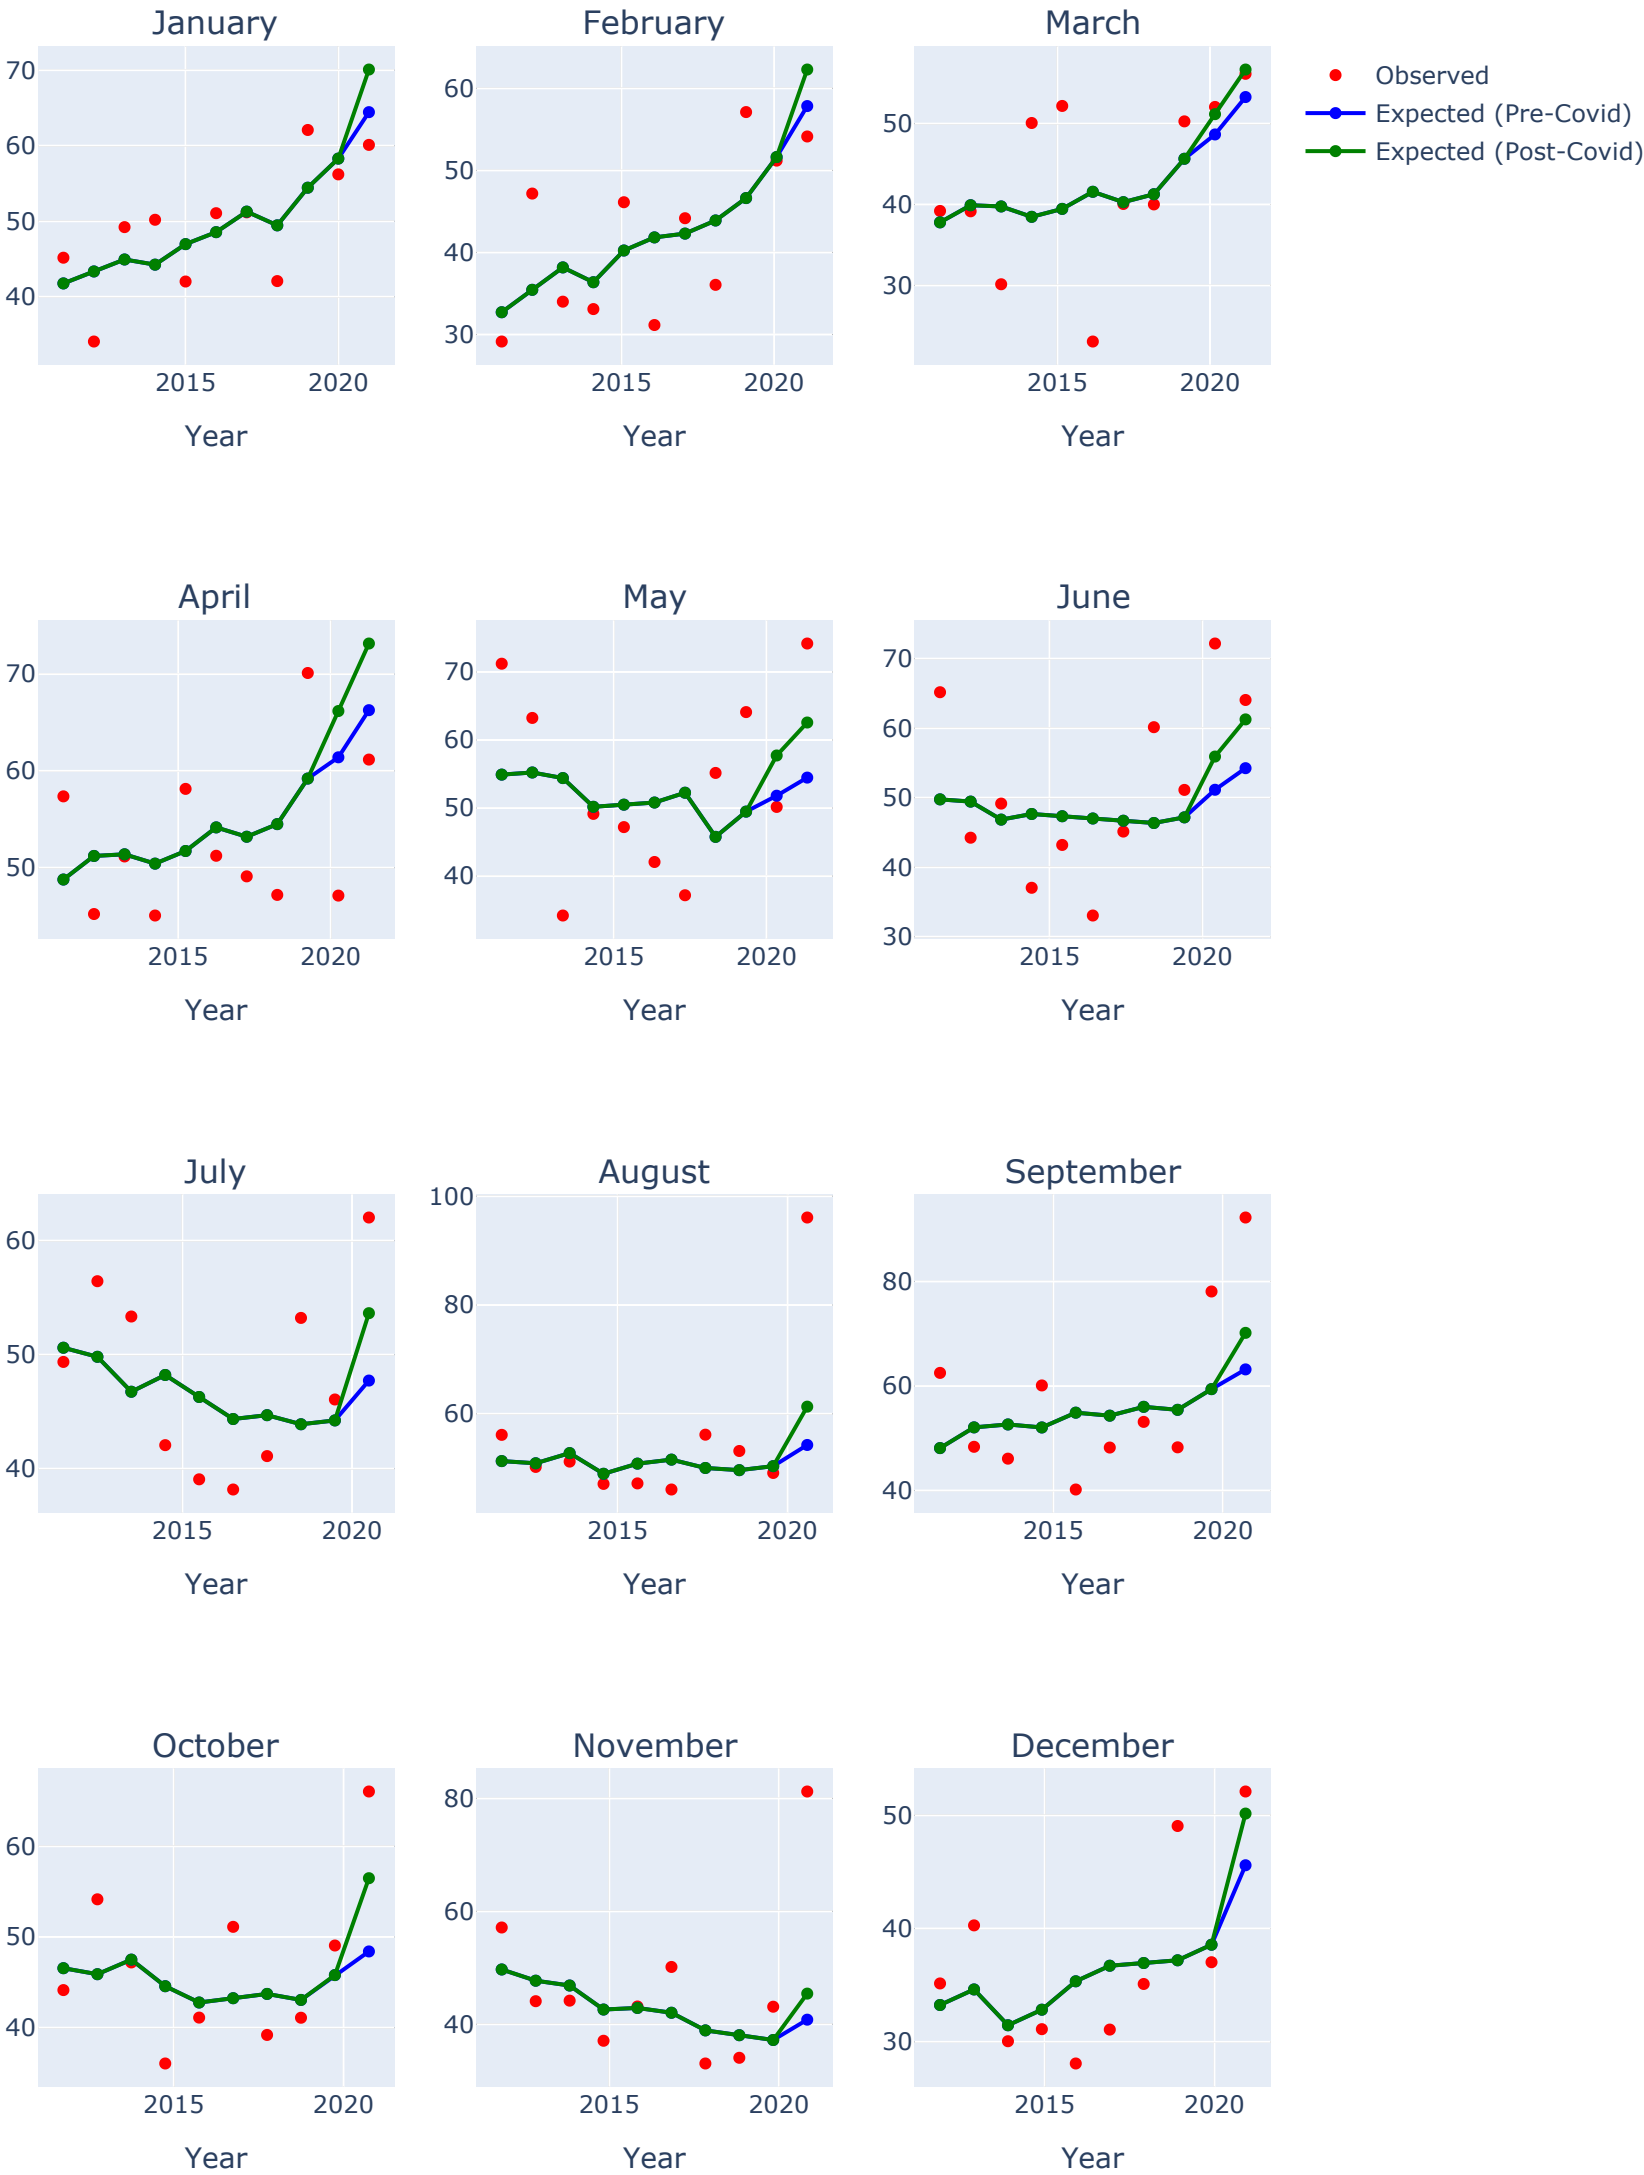 January
February
March
70
60
50
40
2015
2020
Year
60
50
40
30
2015
2020
Year
50
40
30
2015
2020
Year
Observed
Expected (Pre-Covid)
Expected (Post-Covid)
April
May
June
70
60
50
2015
2020
Year
70
60
50
40
2015
2020
Year
70
60
50
40
30
2015
2020
Year
July
August
September
60
50
40
2015
2020
Year
100
80
60
2015
2020
Year
80
60
40
2015
2020
Year
October
November
December
60
50
40
2015
2020
Year
80
60
40
2015
2020
Year
50
40
30
2015
2020
Year